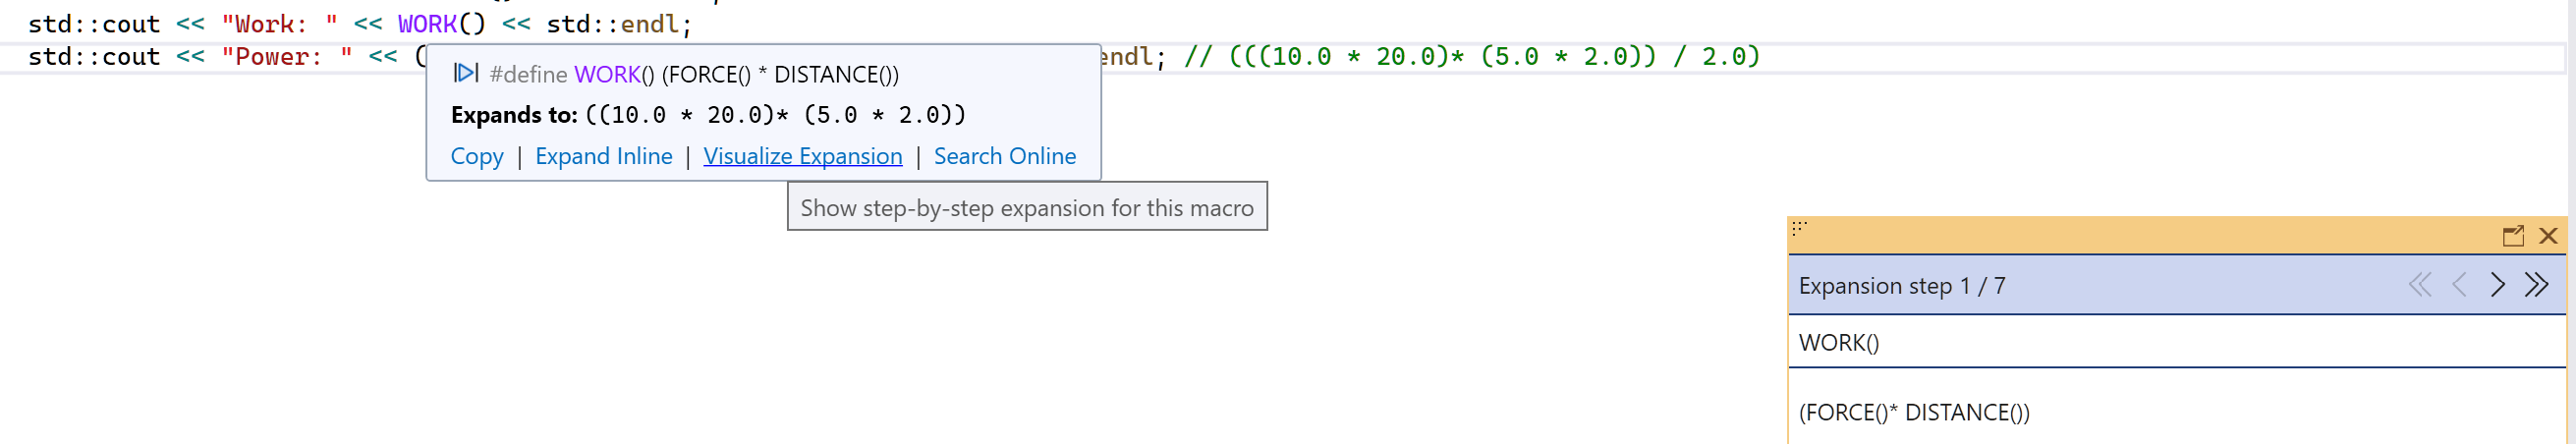 std::cout << "Work: " << WORK() << std::endl;
std::cout << "Power: " << ( endl; // (((10.0 * 20.0)* (5.0 * 2.0)) / 2.0)
#define WORK() (FORCE() * DISTANCE())
Expands to: ((10.0 * 20.0)* (5.0 * 2.0))
Copy | Expand Inline | Visualize Expansion | Search Online
Show step-by-step expansion for this macro
Expansion step 1 / 7
WORK()
(FORCE()* DISTANCE())